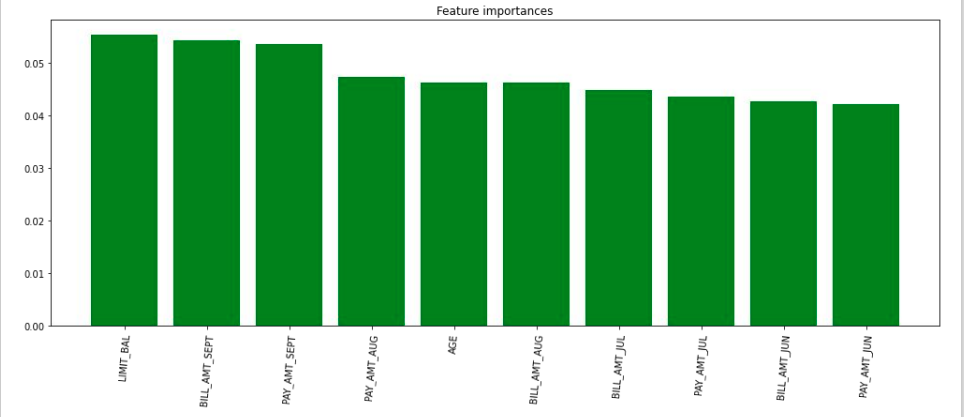 Feature importances
0.05
0.04
0.03
0.02
0.01
0.00
LIMIT_BAL
BILL_AMT_SEPT
PAY_AMT_SEPT
PAY_AMT_AUG
AGE
BILL_AMT_AUG
BILL_AMT_JUL
PAY_AMT_JUL
BILL_AMT_JUN
PAY_AMT_JUN